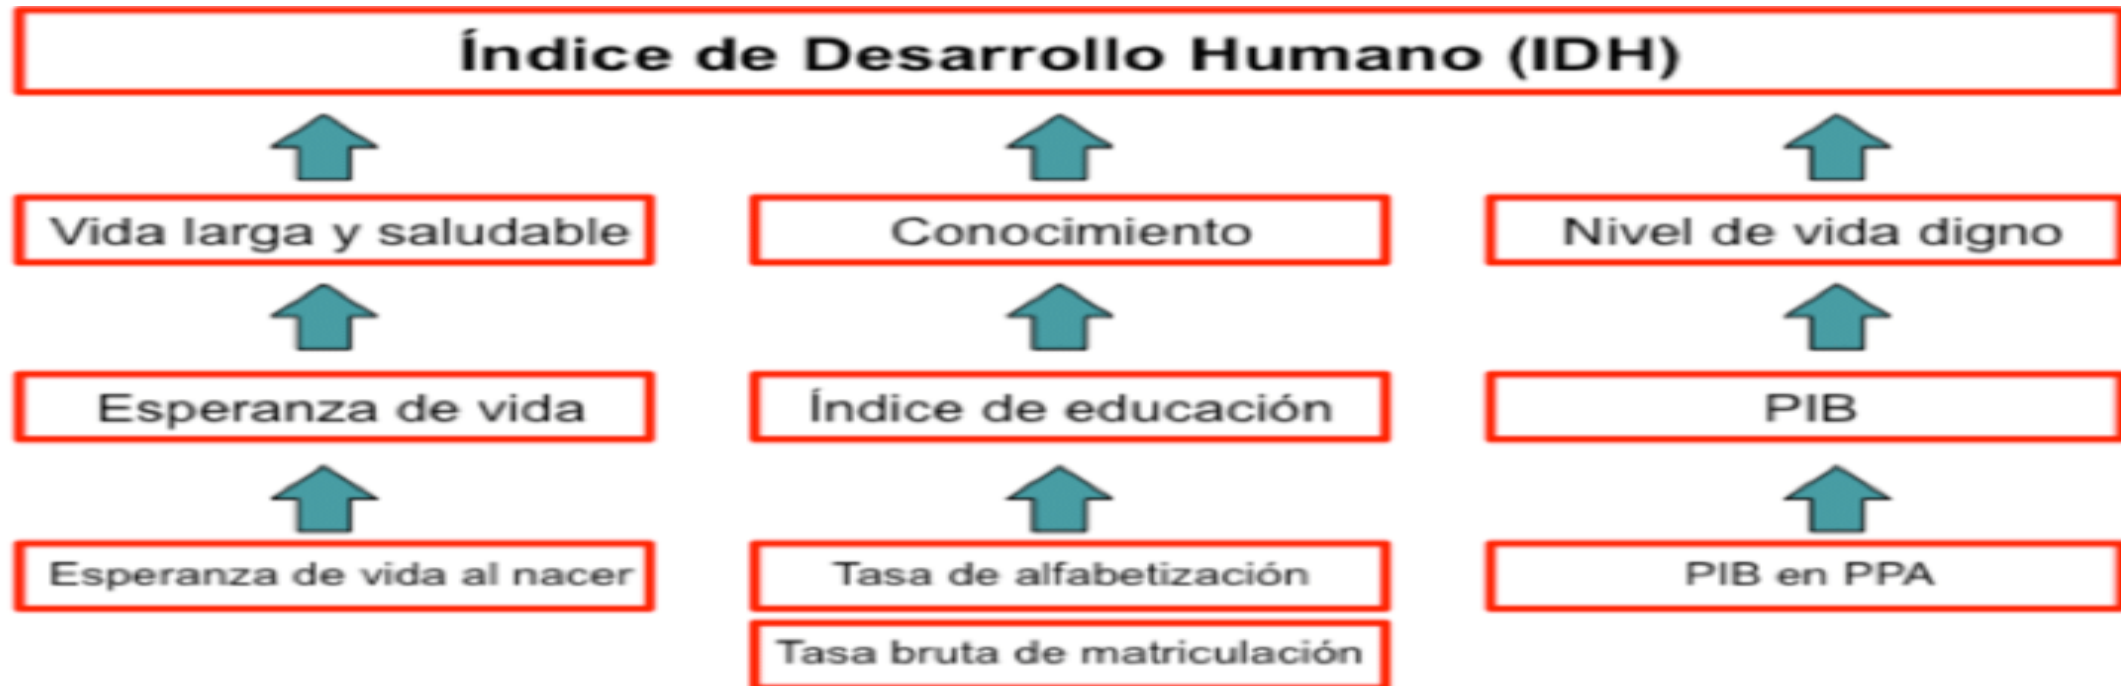 Índice de Desarrollo Humano (IDH)
Vida larga y saludable
Conocimiento
Nivel de vida digno
Esperanza de vida
Índice de educación
PIB
Esperanza de vida al nacer
Tasa de alfabetización
PIB en PPA
Tasa bruta de matriculación